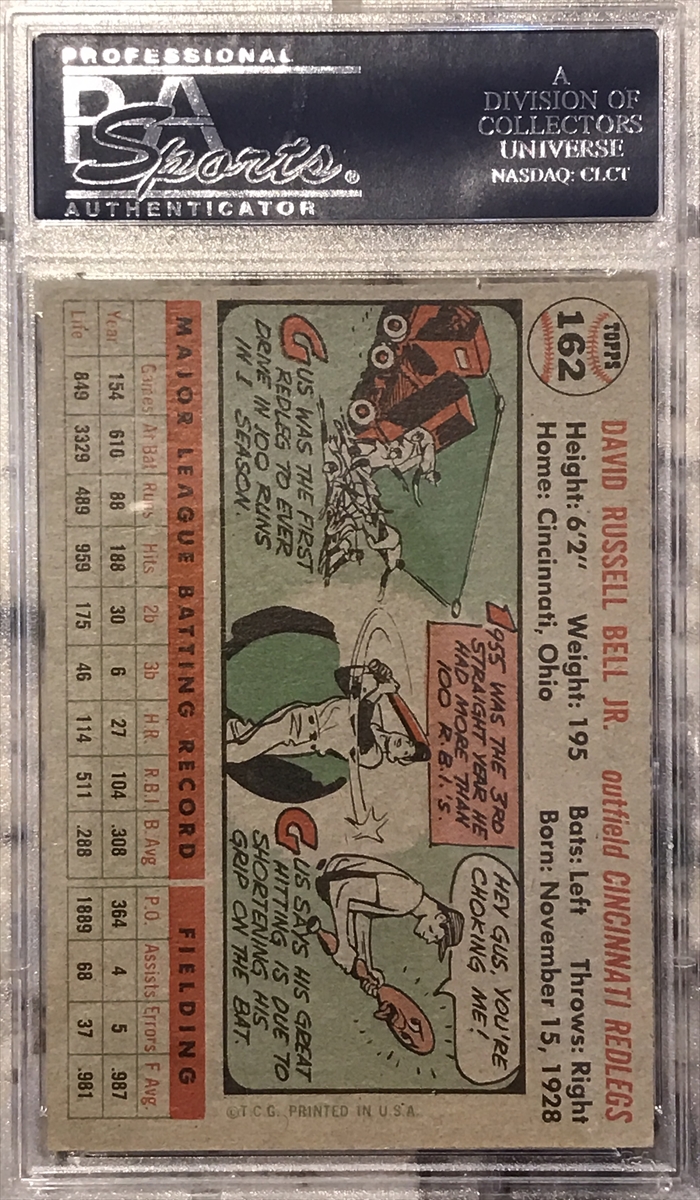 PROFESSIONAL
PSA
Sports®
AUTHENTICATOR
A
DIVISION OF
COLLECTORS
UNIVERSE
NASDAQ: CLCT
TOPPS
162
DAVID RUSSELL BELL JR. outfield CINCINNATI REDLEGS
Height: 6'2" Weight: 195 Bats: Left Throws: Right
Home: Cincinnati, Ohio Born: November 15, 1928
GUS WAS THE FIRST
REDLEG TO EVER
DRIVE IN 100 RUNS
IN 1 SEASON.
1955 WAS THE 3RD
STRAIGHT YEAR HE
HAD MORE THAN
100 R.B.I.'S.
HEY GUS, YOU'RE
CHOKING ME!
GUS SAYS HIS GREAT
HITTING IS DUE TO
SHORTENING HIS
GRIP ON THE BAT.
©T.C.G. PRINTED IN U.S.A.
MAJOR LEAGUE BATTING RECORD FIELDING
Games At Bat Runs Hits 2b 3b H.R. R.B.I B Avg P.O. Assists Errors F Avg.
Year 154 610 88 188 30 6 27 104 .308 364 4 5 .987
Life 849 3329 489 959 175 46 114 511 .288 1889 68 37 .981